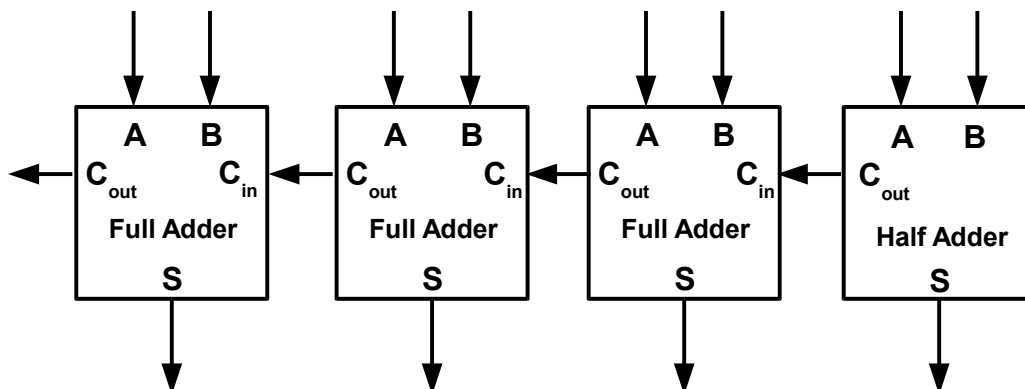 A B
C_out C_in
Full Adder
S
A B
C_out C_in
Full Adder
S
A B
C_out C_in
Full Adder
S
A B
C_out
Half Adder
S